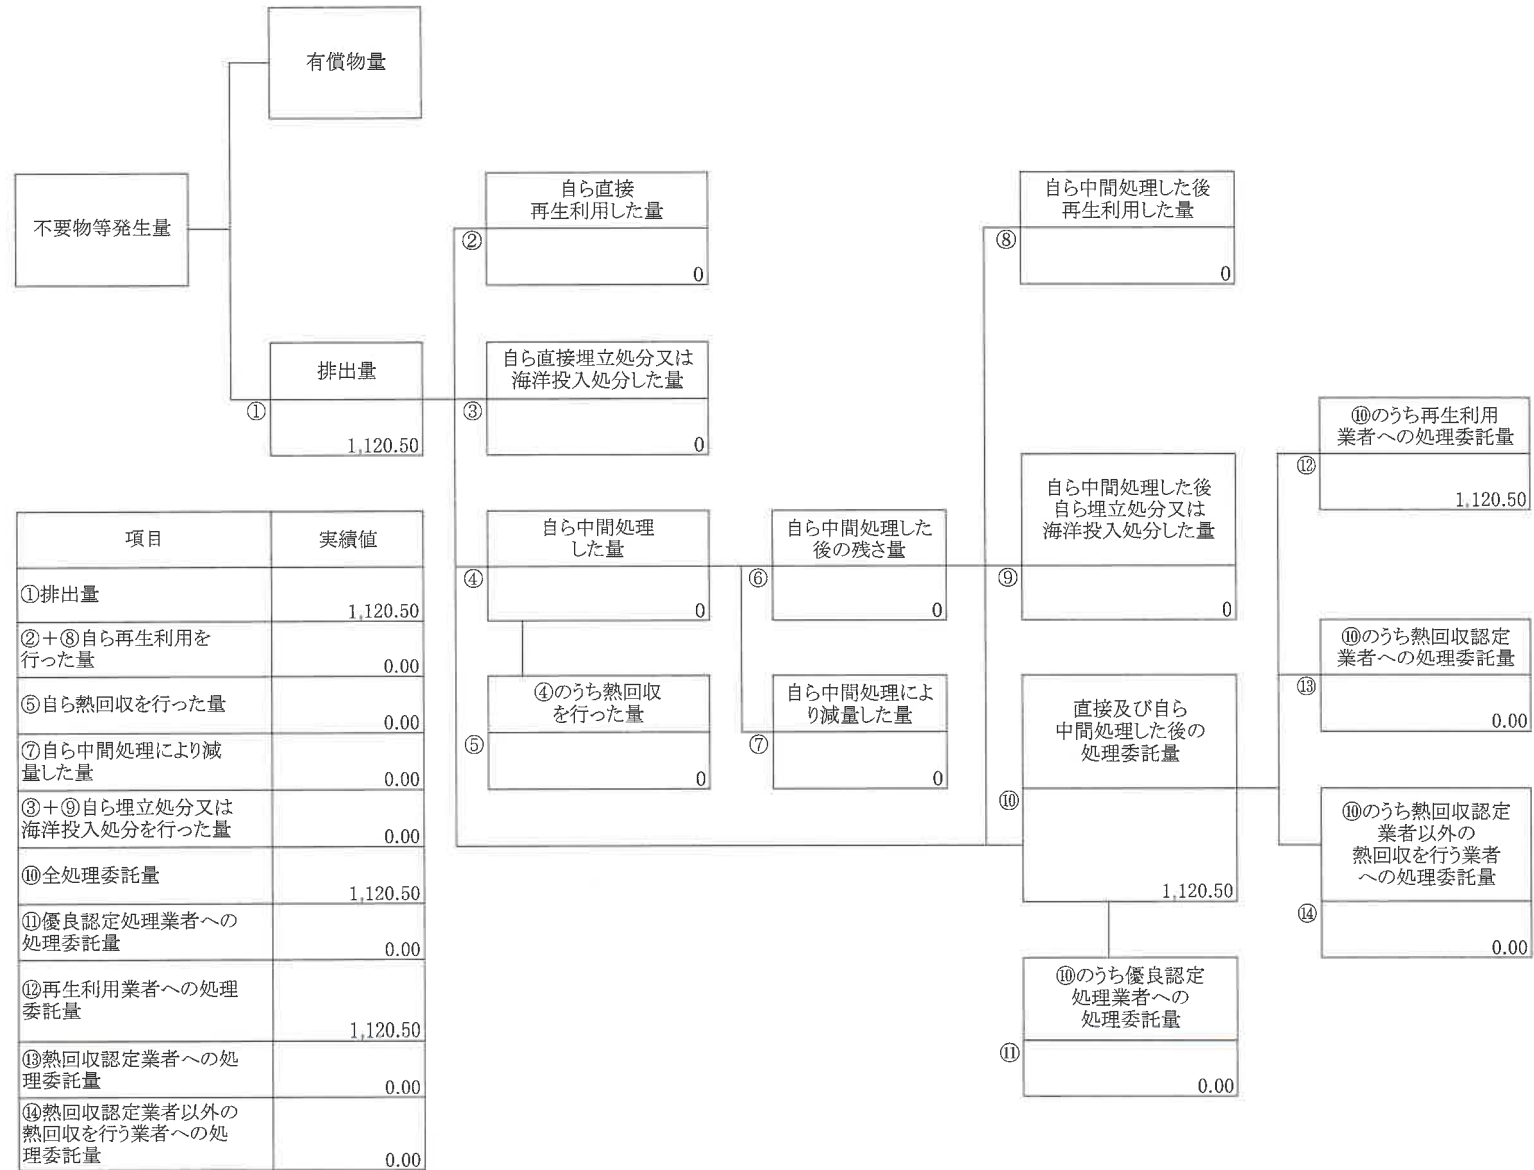 有償物量
不要物等発生量
排出量
①
1,120.50
自ら直接
再生利用した量
②
0
自ら直接埋立処分又は
海洋投入処分した量
③
0
自ら中間処理
した量
④
0
④のうち熱回収
を行った量
⑤
0
自ら中間処理した
後の残さ量
⑥
0
自ら中間処理によ
り減量した量
⑦
0
自ら中間処理した後
再生利用した量
⑧
0
自ら中間処理した後
自ら埋立処分又は
海洋投入処分した量
⑨
0
直接及び自ら
中間処理した後の
処理委託量
⑩
1,120.50
⑩のうち優良認定
処理業者への
処理委託量
⑪
0.00
⑩のうち再生利用
業者への処理委託量
⑫
1,120.50
⑩のうち熱回収認定
業者への処理委託量
⑬
0.00
⑩のうち熱回収認定
業者以外の
熱回収を行う業者
への処理委託量
⑭
0.00
項目 実績値
①排出量
1,120.50
②＋⑧自ら再生利用を
行った量
0.00
⑤自ら熱回収を行った量
0.00
⑦自ら中間処理により減
量した量
0.00
③＋⑨自ら埋立処分又は
海洋投入処分を行った量
0.00
⑩全処理委託量
1,120.50
⑪優良認定処理業者への
処理委託量
0.00
⑫再生利用業者への処理
委託量
1,120.50
⑬熱回収認定業者への処
理委託量
0.00
⑭熱回収認定業者以外の
熱回収を行う業者への処
理委託量
0.00